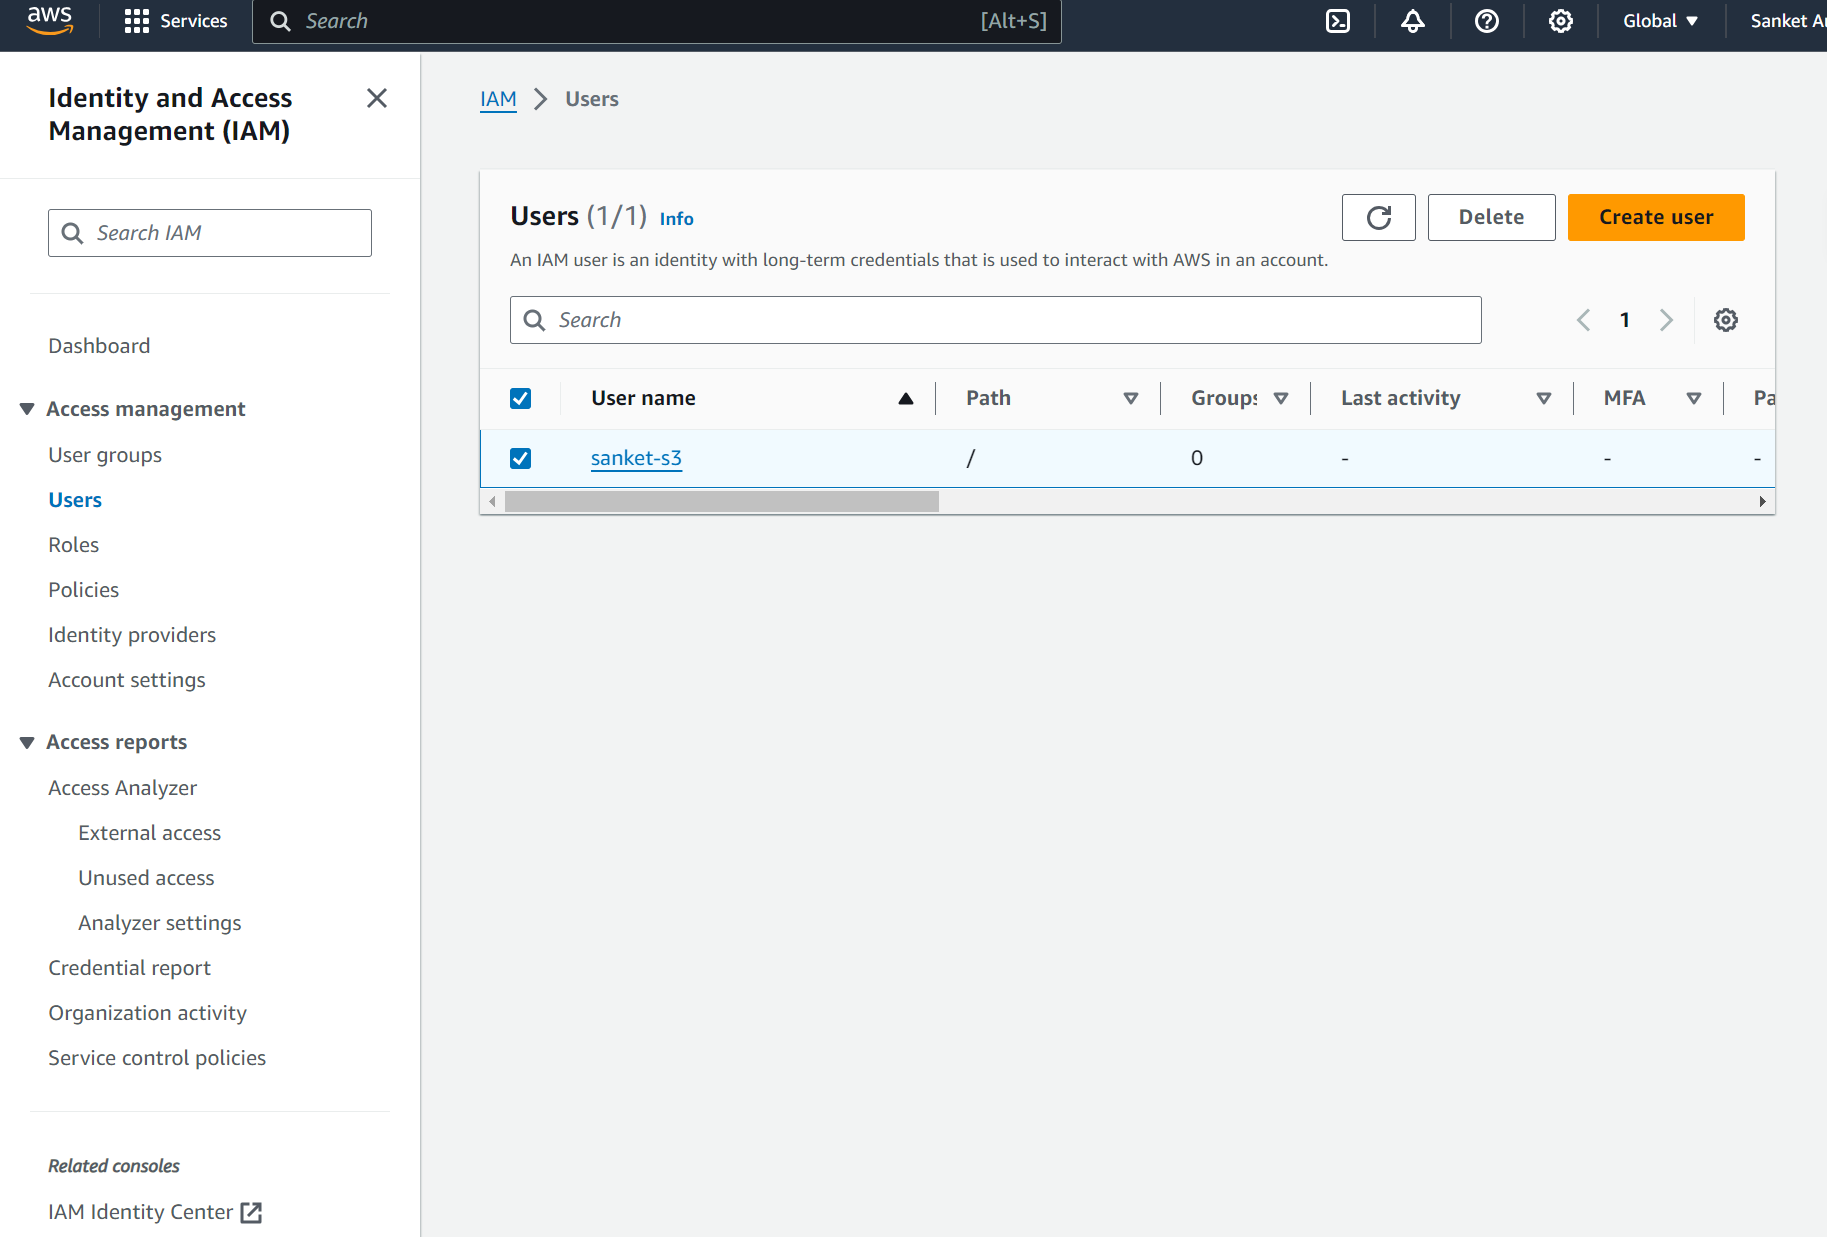 aws
Services
Search [Alt+S]
Global
Sanket A
Identity and Access
Management (IAM)
Search IAM
Dashboard
Access management
User groups
Users
Roles
Policies
Identity providers
Account settings
Access reports
Access Analyzer
External access
Unused access
Analyzer settings
Credential report
Organization activity
Service control policies
Related consoles
IAM Identity Center
IAM > Users
Users (1/1) Info
Delete
Create user
An IAM user is an identity with long-term credentials that is used to interact with AWS in an account.
Search
1
User name Path Groups Last activity MFA Pa
sanket-s3 / 0 - - -